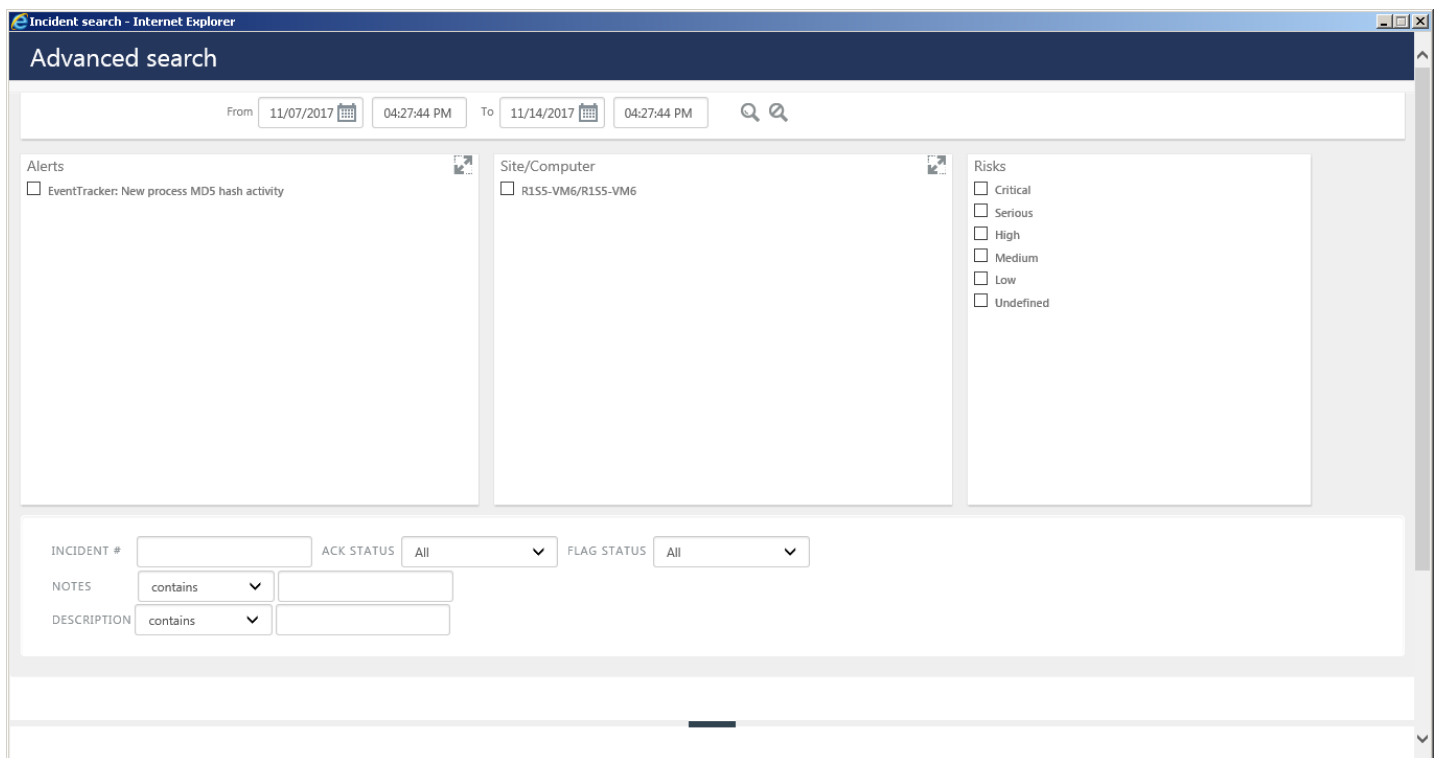 Incident search - Internet Explorer
Advanced search
From 11/07/2017 04:27:44 PM To 11/14/2017 04:27:44 PM
Alerts
EventTracker: New process MD5 hash activity
Site/Computer
R1S5-VM6/R1S5-VM6
Risks
Critical
Serious
High
Medium
Low
Undefined
INCIDENT # ACK STATUS All FLAG STATUS All
NOTES contains
DESCRIPTION contains